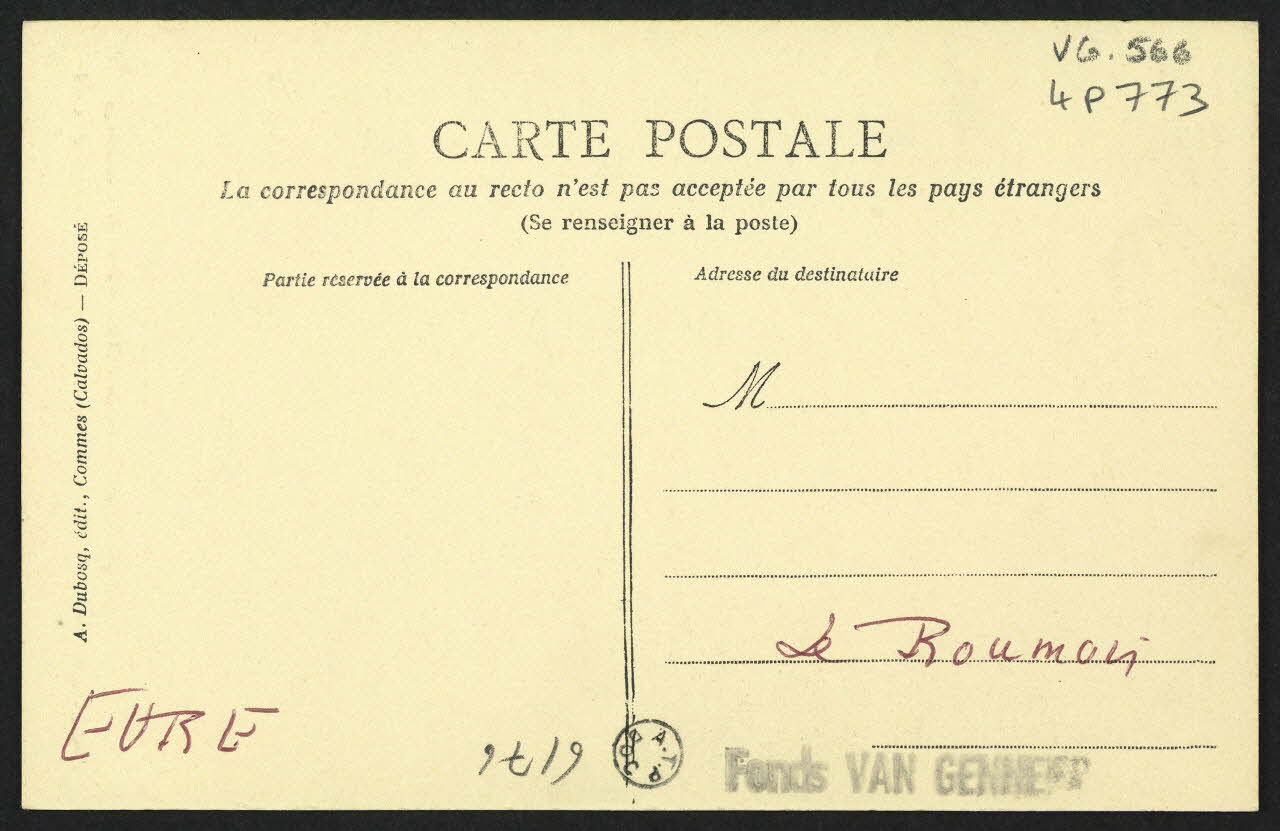 VG. 566
4P773
CARTE POSTALE
La correspondance au recto n'est pas acceptée par tous les pays étrangers
(Se renseigner à la poste)
Partie réservée à la correspondance
Adresse du destinataire
A. Dubosq, édit., Commes (Calvados) — DÉPOSÉ
M
Le Roumois
EURE
A.T.P. DOC
Fonds VAN GENNEPP